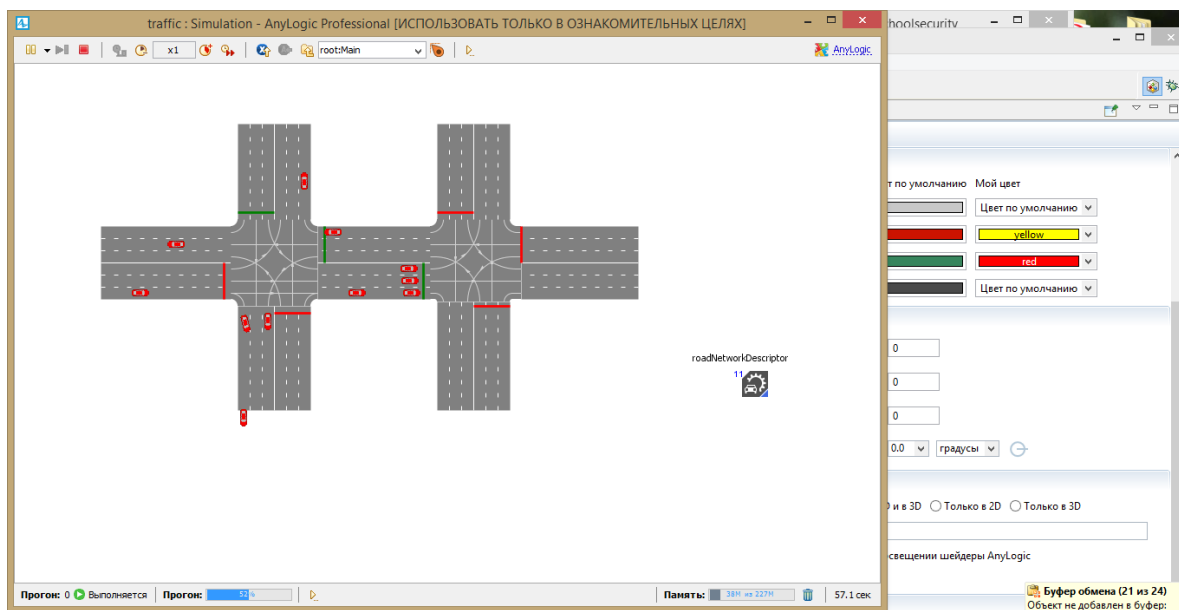 traffic : Simulation - AnyLogic Professional [ИСПОЛЬЗОВАТЬ ТОЛЬКО В ОЗНАКОМИТЕЛЬНЫХ ЦЕЛЯХ]
hoolsecurity
x1
root:Main
AnyLogic
т по умолчанию Мой цвет
Цвет по умолчанию
yellow
red
Цвет по умолчанию
roadNetworkDescriptor
11
0
0
0
0.0 градусы
и в 3D Только в 2D Только в 3D
свещении шейдеры AnyLogic
Прогон: 0 Выполняется Прогон: 52% Память: 38M из 227M 57.1 сек
Буфер обмена (21 из 24)
Объект не добавлен в буфер: